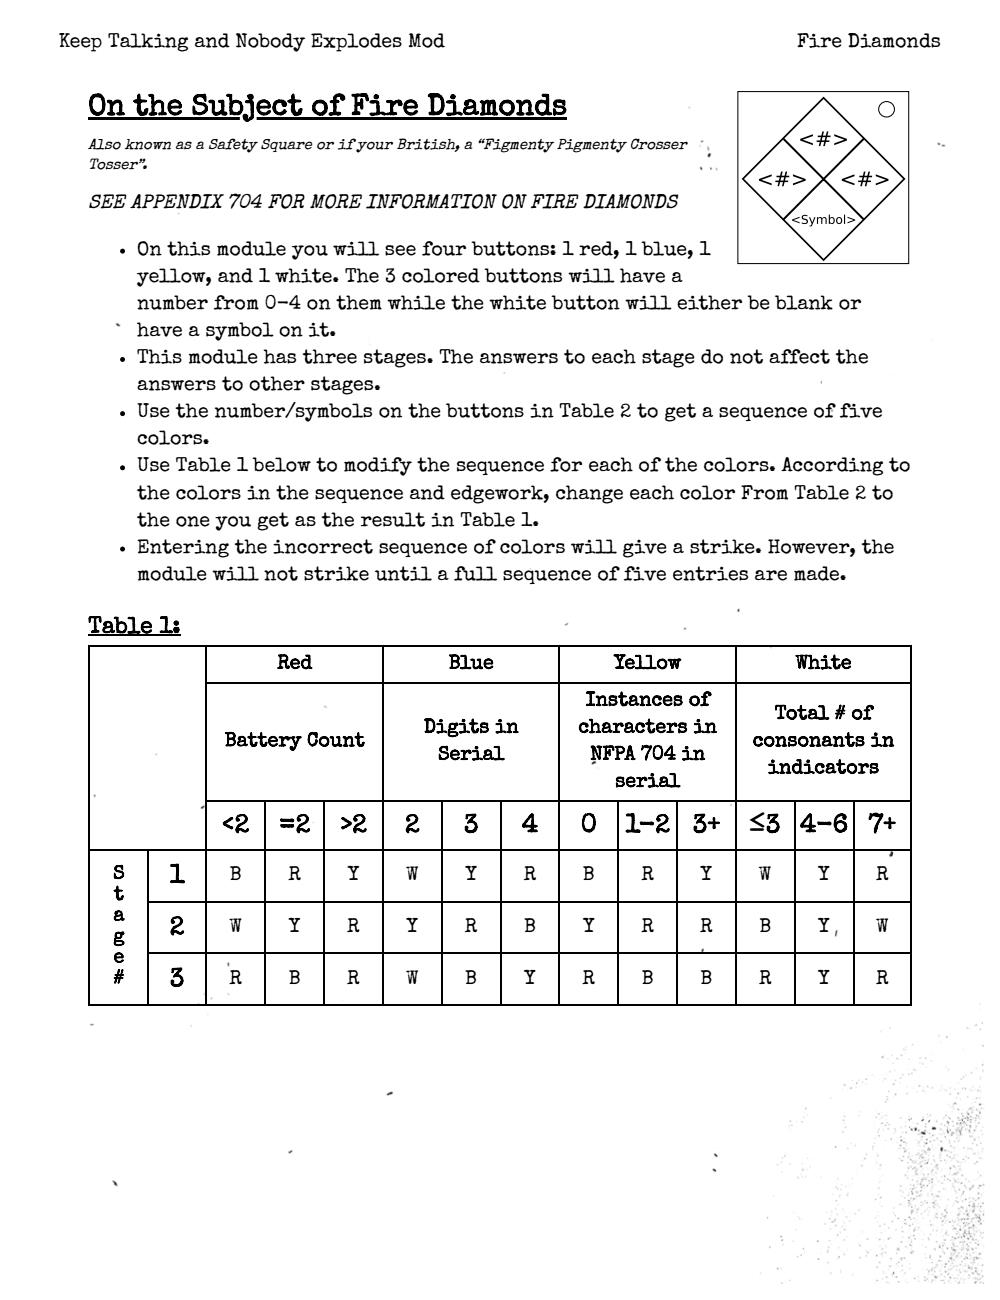 Keep Talking and Nobody Explodes Mod
Fire Diamonds
On the Subject of Fire Diamonds
Also known as a Safety Square or if your British, a “Figmenty Pigmenty Crosser
Tosser”.
SEE APPENDIX 704 FOR MORE INFORMATION ON FIRE DIAMONDS
<#>
<#> <#>
<Symbol>
• On this module you will see four buttons: 1 red, 1 blue, 1
yellow, and 1 white. The 3 colored buttons will have a
number from 0-4 on them while the white button will either be blank or
have a symbol on it.
• This module has three stages. The answers to each stage do not affect the
answers to other stages.
• Use the number/symbols on the buttons in Table 2 to get a sequence of five
colors.
• Use Table 1 below to modify the sequence for each of the colors. According to
the colors in the sequence and edgework, change each color From Table 2 to
the one you get as the result in Table 1.
• Entering the incorrect sequence of colors will give a strike. However, the
module will not strike until a full sequence of five entries are made.
Table 1:
Red Blue Yellow White
Battery Count
Digits in
Serial
Instances of
characters in
NFPA 704 in
serial
Total # of
consonants in
indicators
<2 =2 >2 2 3 4 0 1-2 3+ ≤3 4-6 7+
Stage#
1 B R Y W Y R B R Y W Y R
2 W Y R Y R B Y R R B Y W
3 R B R W B Y R B B R Y R